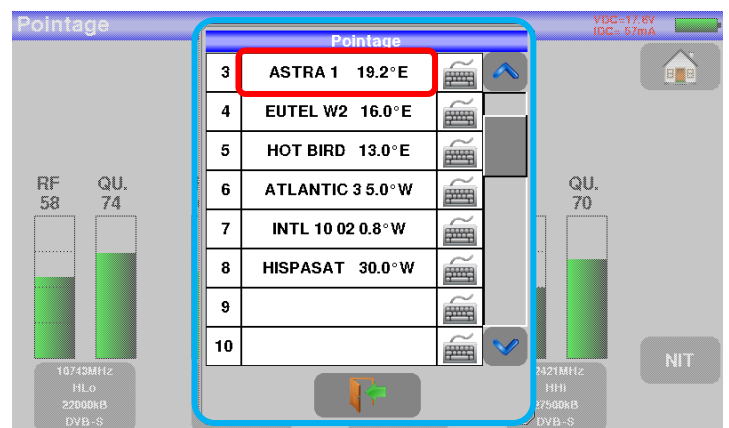 Pointage
VDC=17.6V
IDC= 57mA
Pointage
3 ASTRA 1 19.2°E
4 EUTEL W2 16.0°E
5 HOT BIRD 13.0°E
6 ATLANTIC 3 5.0°W
7 INTL 10 02 0.8°W
8 HISPASAT 30.0°W
9
10
RF QU.
58 74
10743MHz
HLo
22000kB
DVB-S
QU.
70
2421MHz
HHi
27500kB
DVB-S
NIT